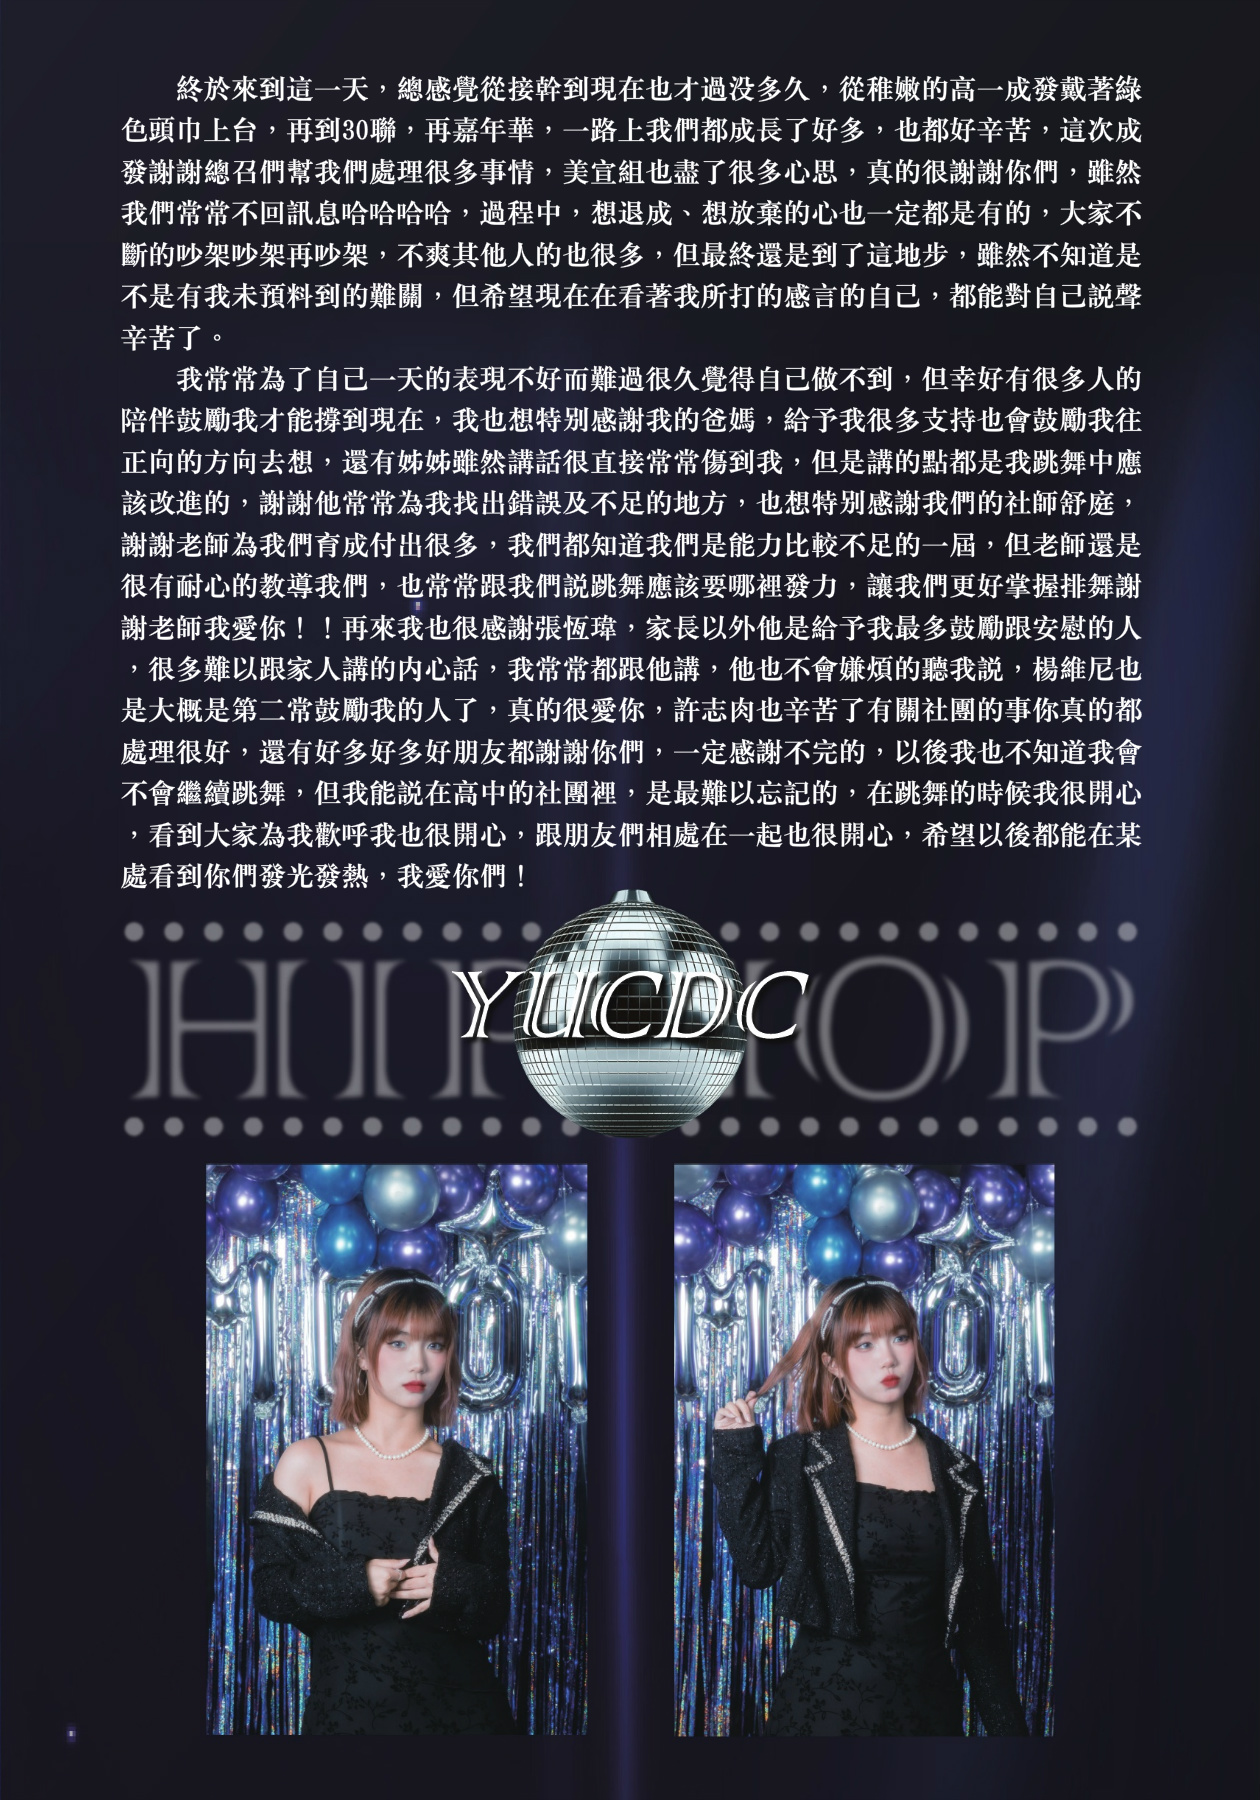 終於來到這一天，總感覺從接幹到現在也才過没多久，從稚嫩的高一成發戴著綠
色頭巾上台，再到30聯，再嘉年華，一路上我們都成長了好多，也都好辛苦，這次成
發謝謝總召們幫我們處理很多事情，美宣組也盡了很多心思，真的很謝謝你們，雖然
我們常常不回訊息哈哈哈哈，過程中，想退成、想放棄的心也一定都是有的，大家不
斷的吵架吵架再吵架，不爽其他人的也很多，但最終還是到了這地步，雖然不知道是
不是有我未預料到的難關，但希望現在在看著我所打的感言的自己，都能對自己説聲
辛苦了。
我常常為了自己一天的表現不好而難過很久覺得自己做不到，但幸好有很多人的
陪伴鼓勵我才能撐到現在，我也想特別感謝我的爸媽，給予我很多支持也會鼓勵我往
正向的方向去想，還有姊姊雖然講話很直接常常傷到我，但是講的點都是我跳舞中應
該改進的，謝謝他常常為我找出錯誤及不足的地方，也想特別感謝我們的社師舒庭，
謝謝老師為我們育成付出很多，我們都知道我們是能力比較不足的一屆，但老師還是
很有耐心的教導我們，也常常跟我們説跳舞應該要哪裡發力，讓我們更好掌握排舞謝
謝老師我愛你！！再來我也很感謝張恆瑋，家長以外他是給予我最多鼓勵跟安慰的人
，很多難以跟家人講的内心話，我常常都跟他講，他也不會嫌煩的聽我説，楊維尼也
是大概是第二常鼓勵我的人了，真的很愛你，許志肉也辛苦了有關社團的事你真的都
處理很好，還有好多好多好朋友都謝謝你們，一定感謝不完的，以後我也不知道我會
不會繼續跳舞，但我能説在高中的社團裡，是最難以忘記的，在跳舞的時候我很開心
，看到大家為我歡呼我也很開心，跟朋友們相處在一起也很開心，希望以後都能在某
處看到你們發光發熱，我愛你們！
HIPHOP
YUCDC